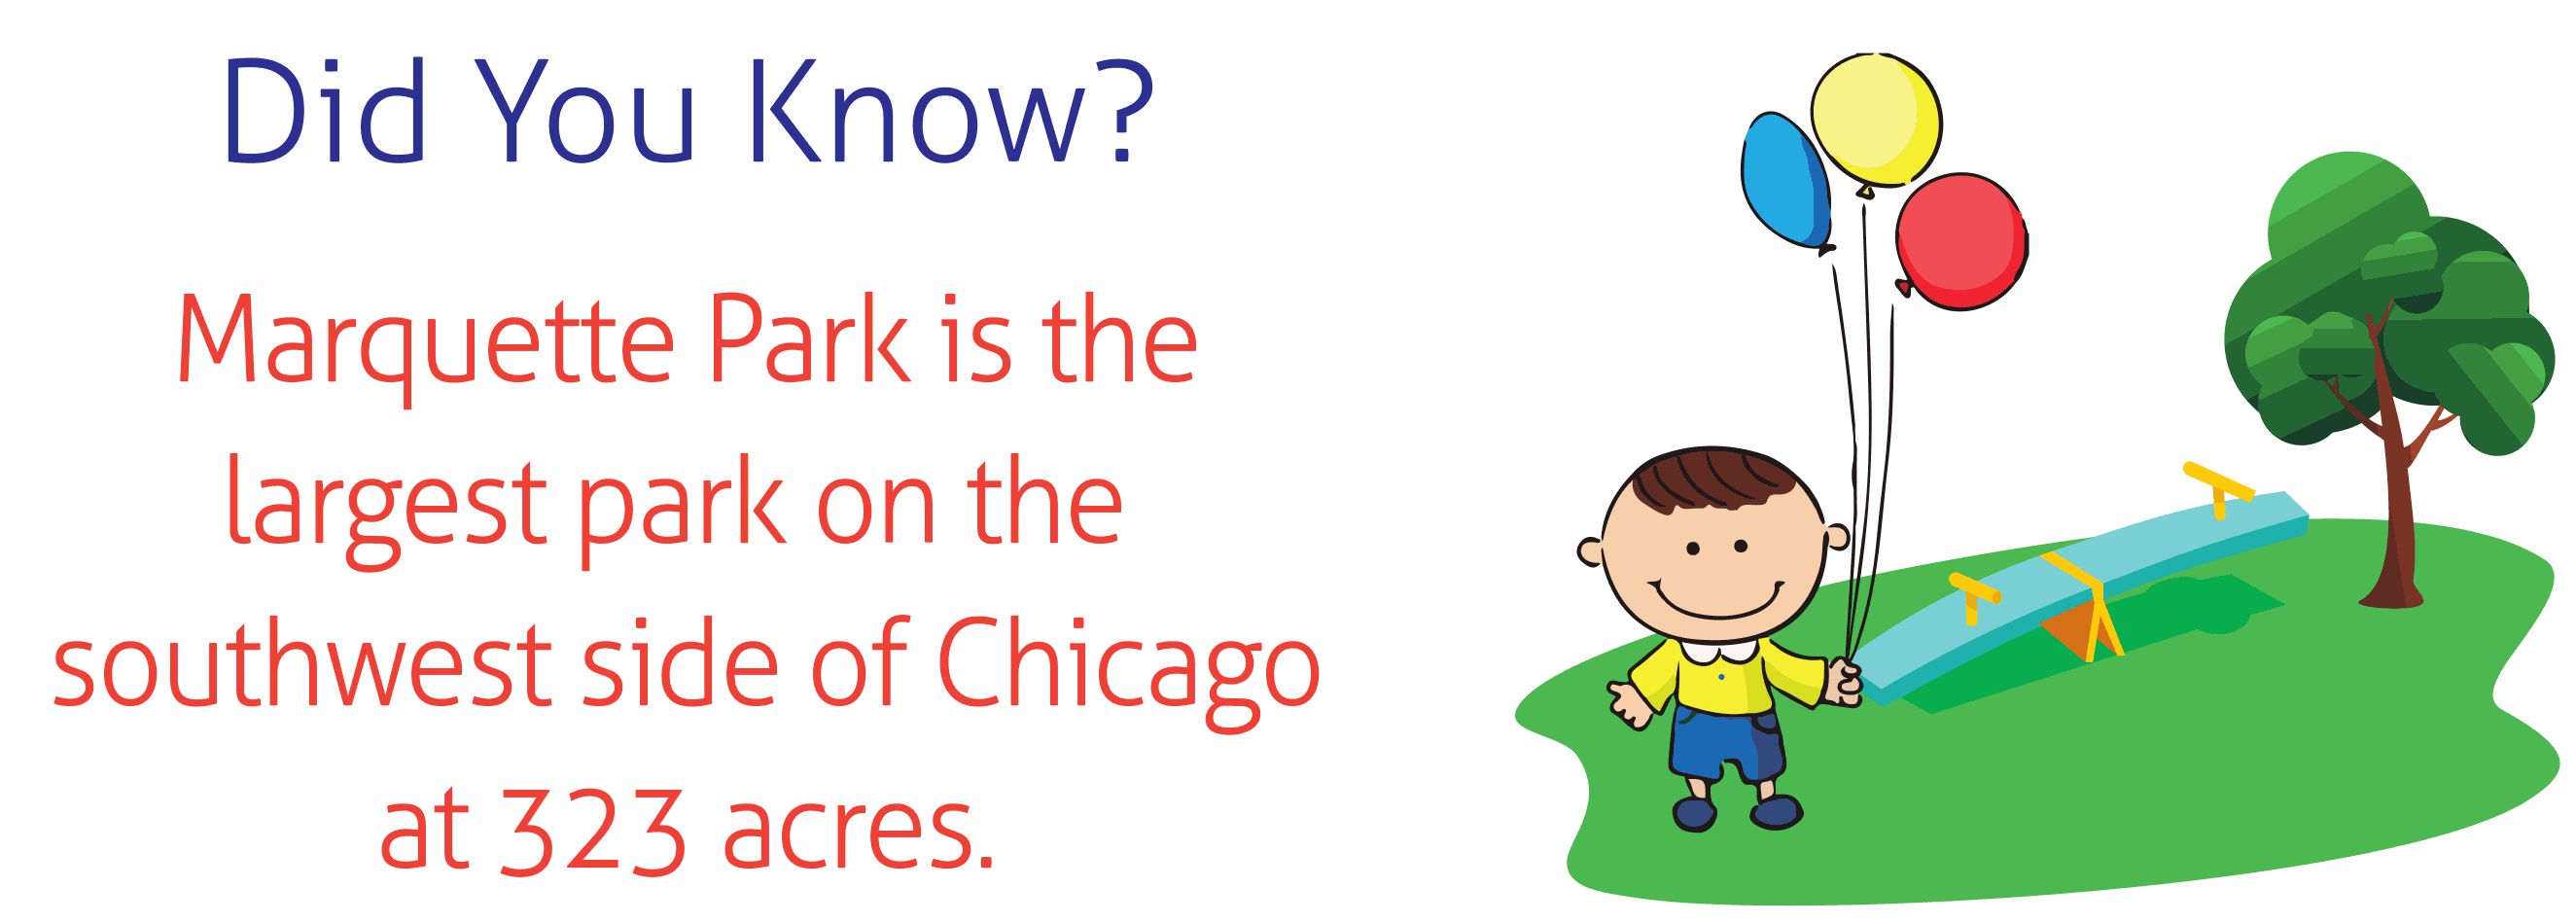 Did You Know?
Marquette Park is the
largest park on the
southwest side of Chicago
at 323 acres.